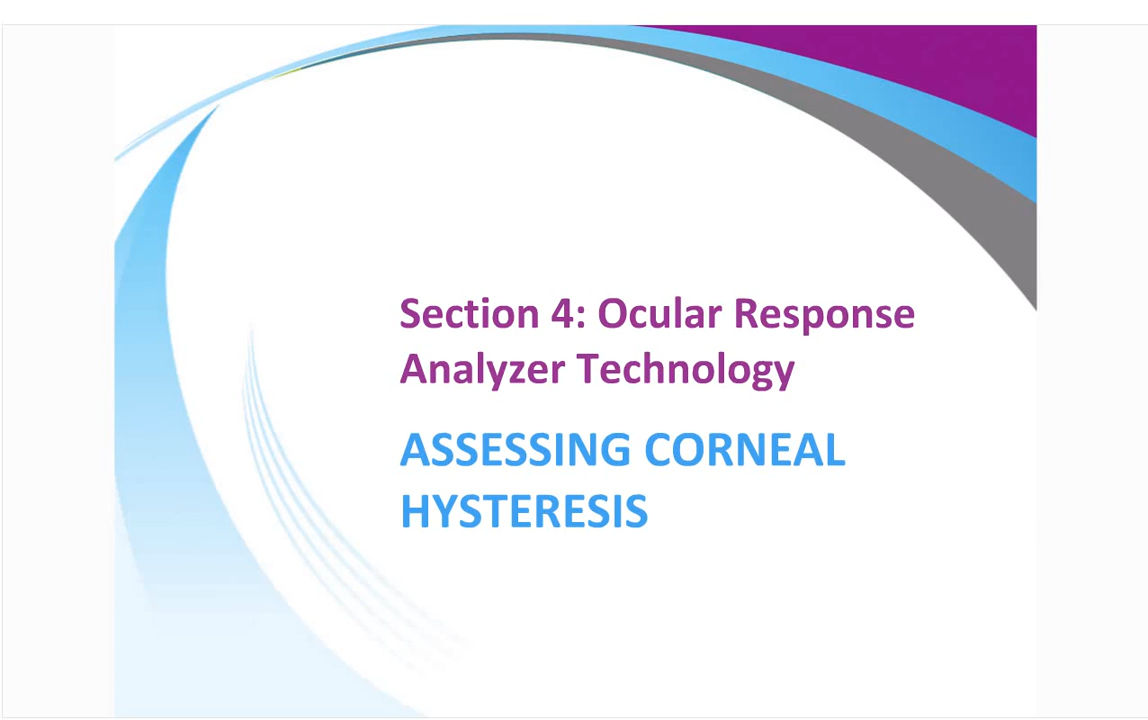 Section 4: Ocular Response
Analyzer Technology
ASSESSING CORNEAL
HYSTERESIS